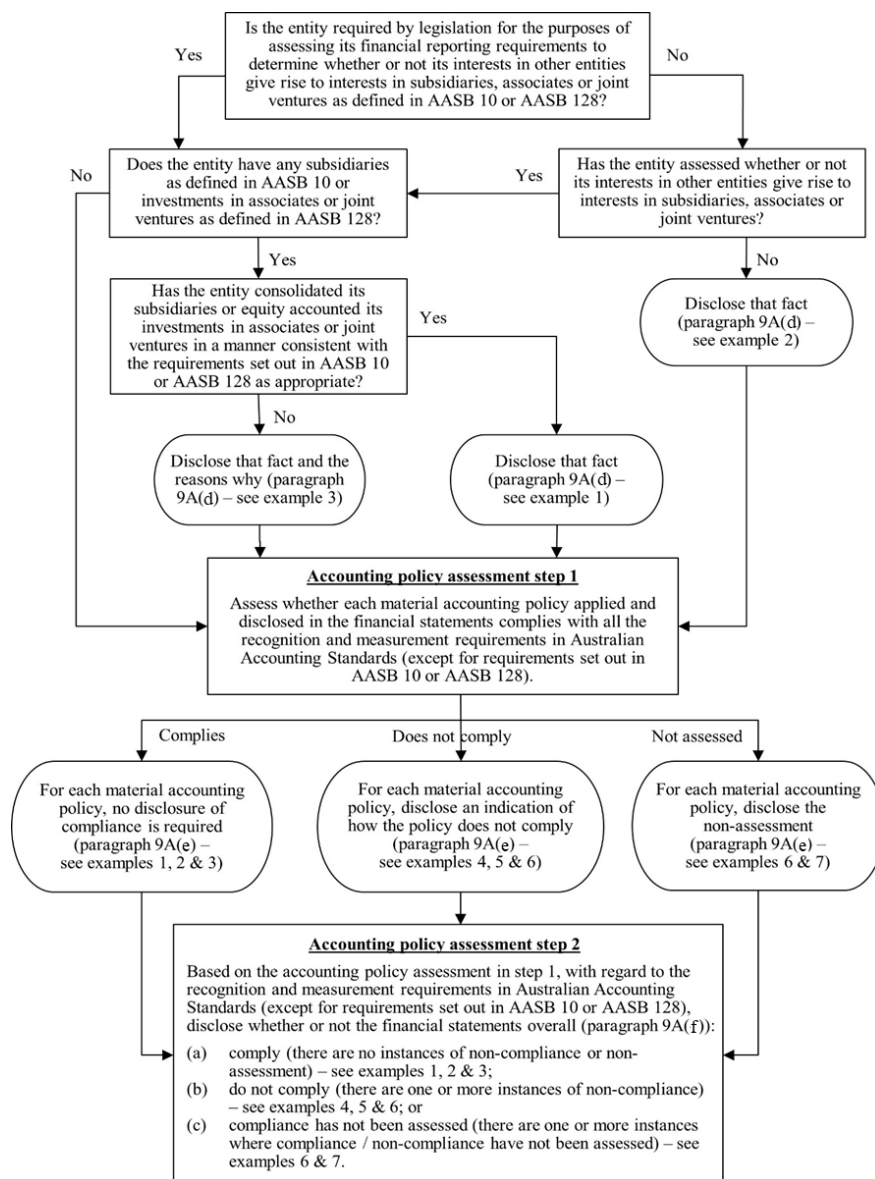 Is the entity required by legislation for the purposes of
assessing its financial reporting requirements to
determine whether or not its interests in other entities
give rise to interests in subsidiaries, associates or joint
ventures as defined in AASB 10 or AASB 128?
Yes
No
Does the entity have any subsidiaries
as defined in AASB 10 or
investments in associates or joint
ventures as defined in AASB 128?
No
Yes
Has the entity assessed whether or not
its interests in other entities give rise to
interests in subsidiaries, associates or
joint ventures?
Yes
No
Has the entity consolidated its
subsidiaries or equity accounted its
investments in associates or joint
ventures in a manner consistent with
the requirements set out in AASB 10
or AASB 128 as appropriate?
Yes
Disclose that fact
(paragraph 9A(d) –
see example 2)
No
Disclose that fact and the
reasons why (paragraph
9A(d) – see example 3)
Disclose that fact
(paragraph 9A(d) –
see example 1)
Accounting policy assessment step 1
Assess whether each material accounting policy applied and
disclosed in the financial statements complies with all the
recognition and measurement requirements in Australian
Accounting Standards (except for requirements set out in
AASB 10 or AASB 128).
Complies
Does not comply
Not assessed
For each material accounting
policy, no disclosure of
compliance is required
(paragraph 9A(e) –
see examples 1, 2 & 3)
For each material accounting
policy, disclose an indication of
how the policy does not comply
(paragraph 9A(e) –
see examples 4, 5 & 6)
For each material accounting
policy, disclose the
non-assessment
(paragraph 9A(e) –
see examples 6 & 7)
Accounting policy assessment step 2
Based on the accounting policy assessment in step 1, with regard to the
recognition and measurement requirements in Australian Accounting
Standards (except for requirements set out in AASB 10 or AASB 128),
disclose whether or not the financial statements overall (paragraph 9A(f)):
(a) comply (there are no instances of non-compliance or non-
assessment) – see examples 1, 2 & 3;
(b) do not comply (there are one or more instances of non-compliance)
– see examples 4, 5 & 6; or
(c) compliance has not been assessed (there are one or more instances
where compliance / non-compliance have not been assessed) – see
examples 6 & 7.